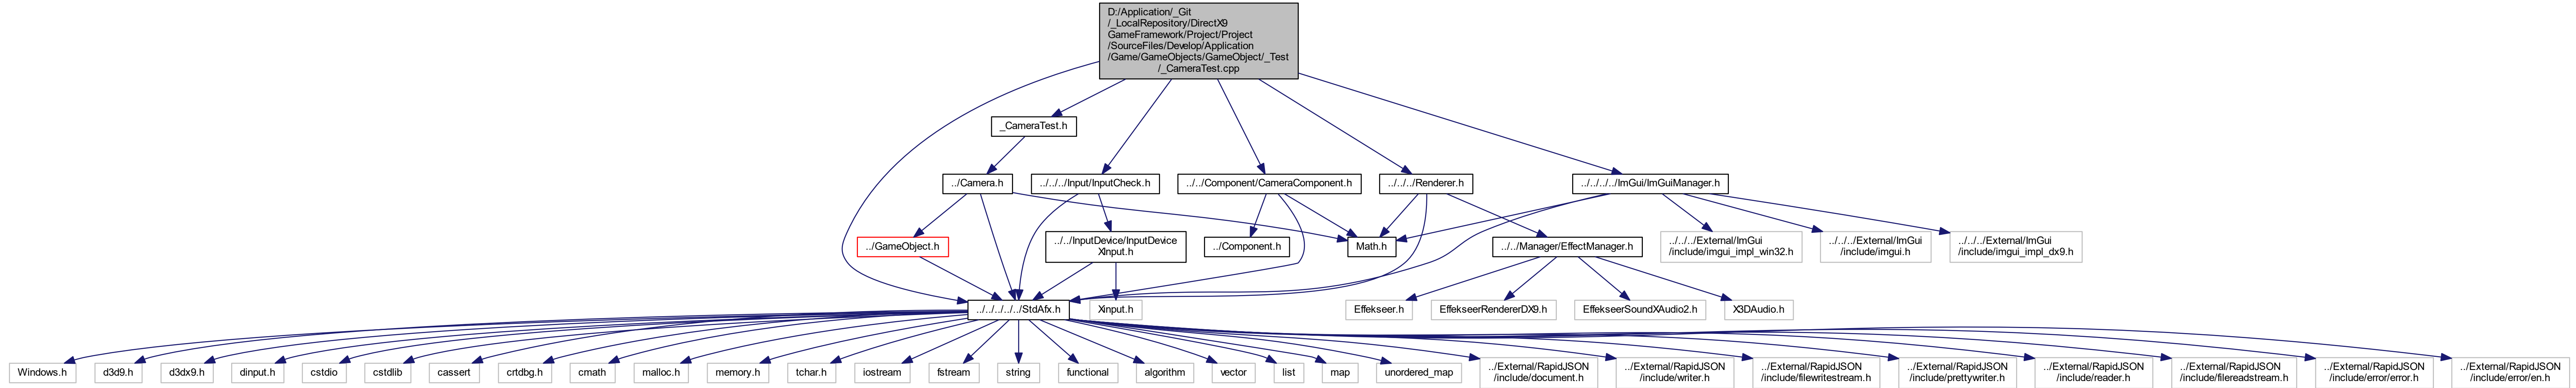 D:/Application/_Git
/_LocalRepository/DirectX9
GameFramework/Project/Project
/SourceFiles/Develop/Application
/Game/GameObjects/GameObject/_Test
/_CameraTest.cpp
_CameraTest.h
../Camera.h
../../../Input/InputCheck.h
../../Component/CameraComponent.h
../../../Renderer.h
../../../../ImGui/ImGuiManager.h
../GameObject.h
../../InputDevice/InputDevice
XInput.h
../Component.h
Math.h
../../Manager/EffectManager.h
../../../External/ImGui
/include/imgui_impl_win32.h
../../../External/ImGui
/include/imgui.h
../../../External/ImGui
/include/imgui_impl_dx9.h
../../../../../StdAfx.h
Xinput.h
Effekseer.h
EffekseerRendererDX9.h
EffekseerSoundXAudio2.h
X3DAudio.h
Windows.h
d3d9.h
d3dx9.h
dinput.h
cstdio
cstdlib
cassert
crtdbg.h
cmath
malloc.h
memory.h
tchar.h
iostream
fstream
string
functional
algorithm
vector
list
map
unordered_map
../External/RapidJSON
/include/document.h
../External/RapidJSON
/include/writer.h
../External/RapidJSON
/include/filewritestream.h
../External/RapidJSON
/include/prettywriter.h
../External/RapidJSON
/include/reader.h
../External/RapidJSON
/include/filereadstream.h
../External/RapidJSON
/include/error/error.h
../External/RapidJSON
/include/error/en.h